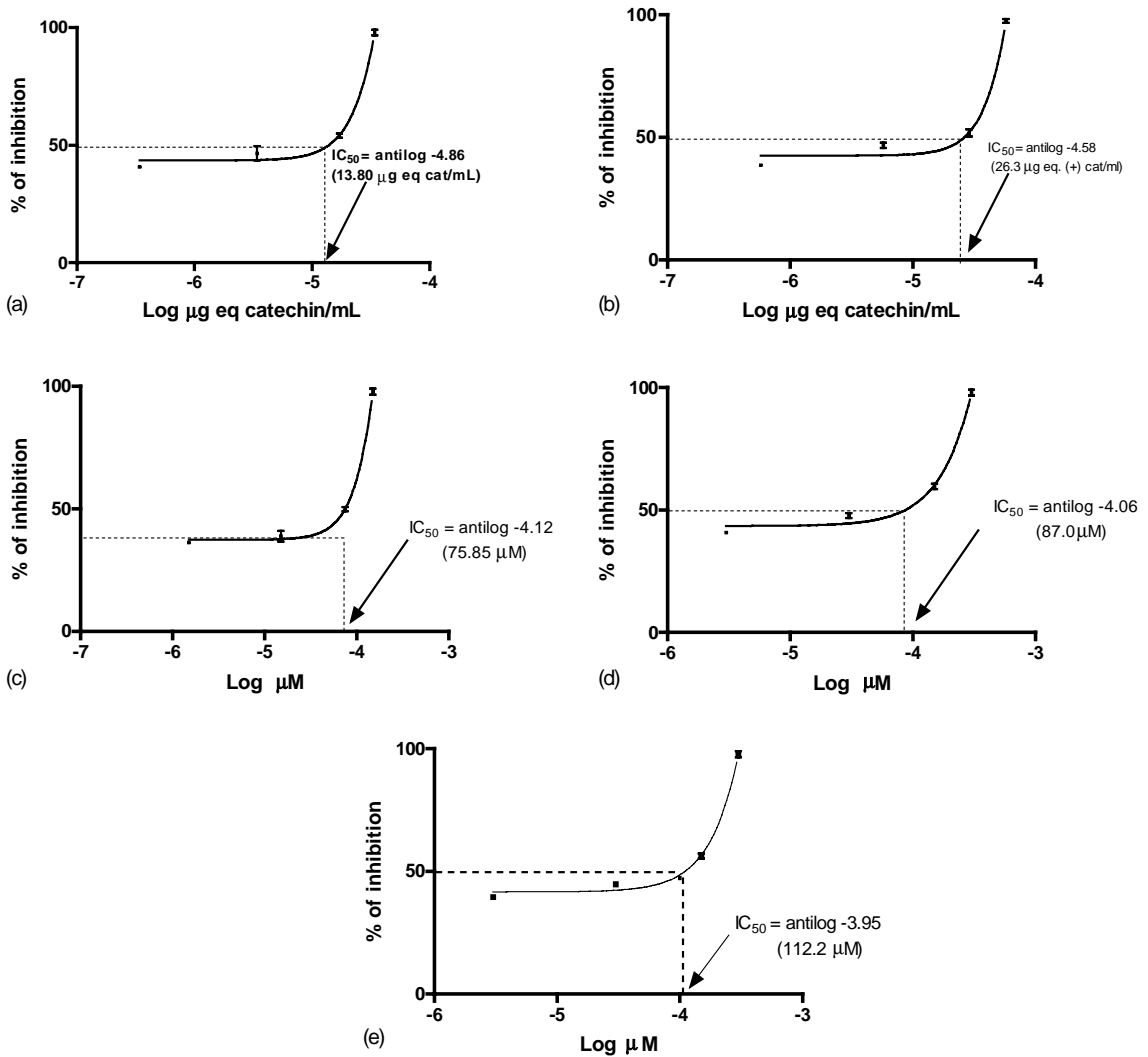 % of inhibition
100
50
0
-7 -6 -5 -4
IC50 = antilog -4.86
(13.80 μg eq cat/mL)
Log μg eq catechin/mL
(a)
% of inhibition
100
50
0
-7 -6 -5 -4
IC50 = antilog -4.58
(26.3 μg eq. (+) cat/ml)
Log μg eq catechin/mL
(b)
% of inhibition
100
50
0
-7 -6 -5 -4 -3
IC50 = antilog -4.12
(75.85 μM)
Log μM
(c)
% of inhibition
100
50
0
-6 -5 -4 -3
IC50 = antilog -4.06
(87.0μM)
Log μM
(d)
% of inhibition
100
50
0
-6 -5 -4 -3
IC50 = antilog -3.95
(112.2 μM)
Log μ M
(e)